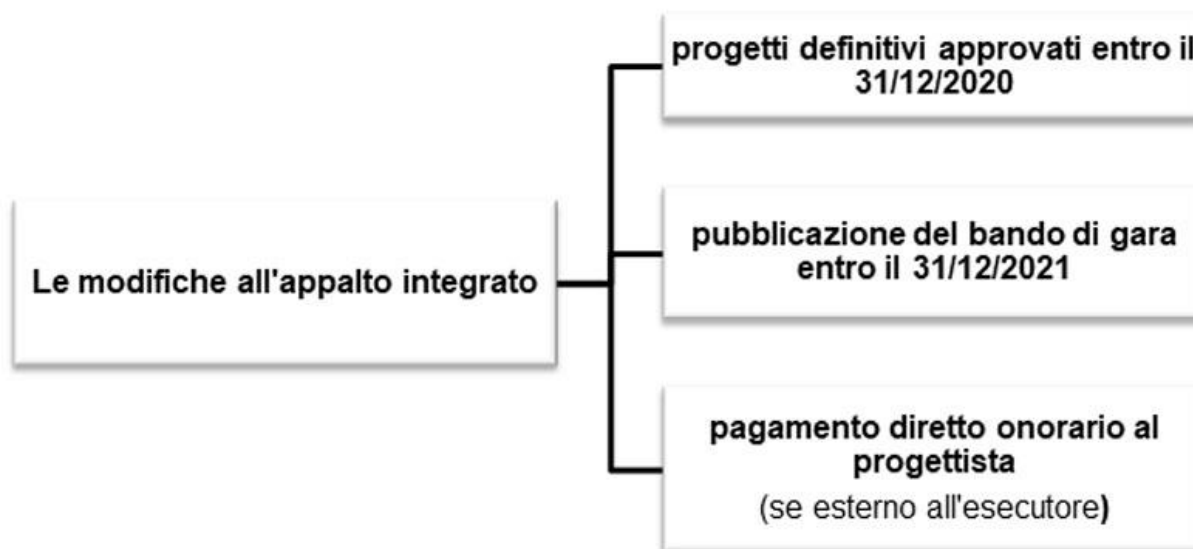 progetti definitivi approvati entro il
31/12/2020
Le modifiche all'appalto integrato
pubblicazione del bando di gara
entro il 31/12/2021
pagamento diretto onorario al
progettista
(se esterno all'esecutore)